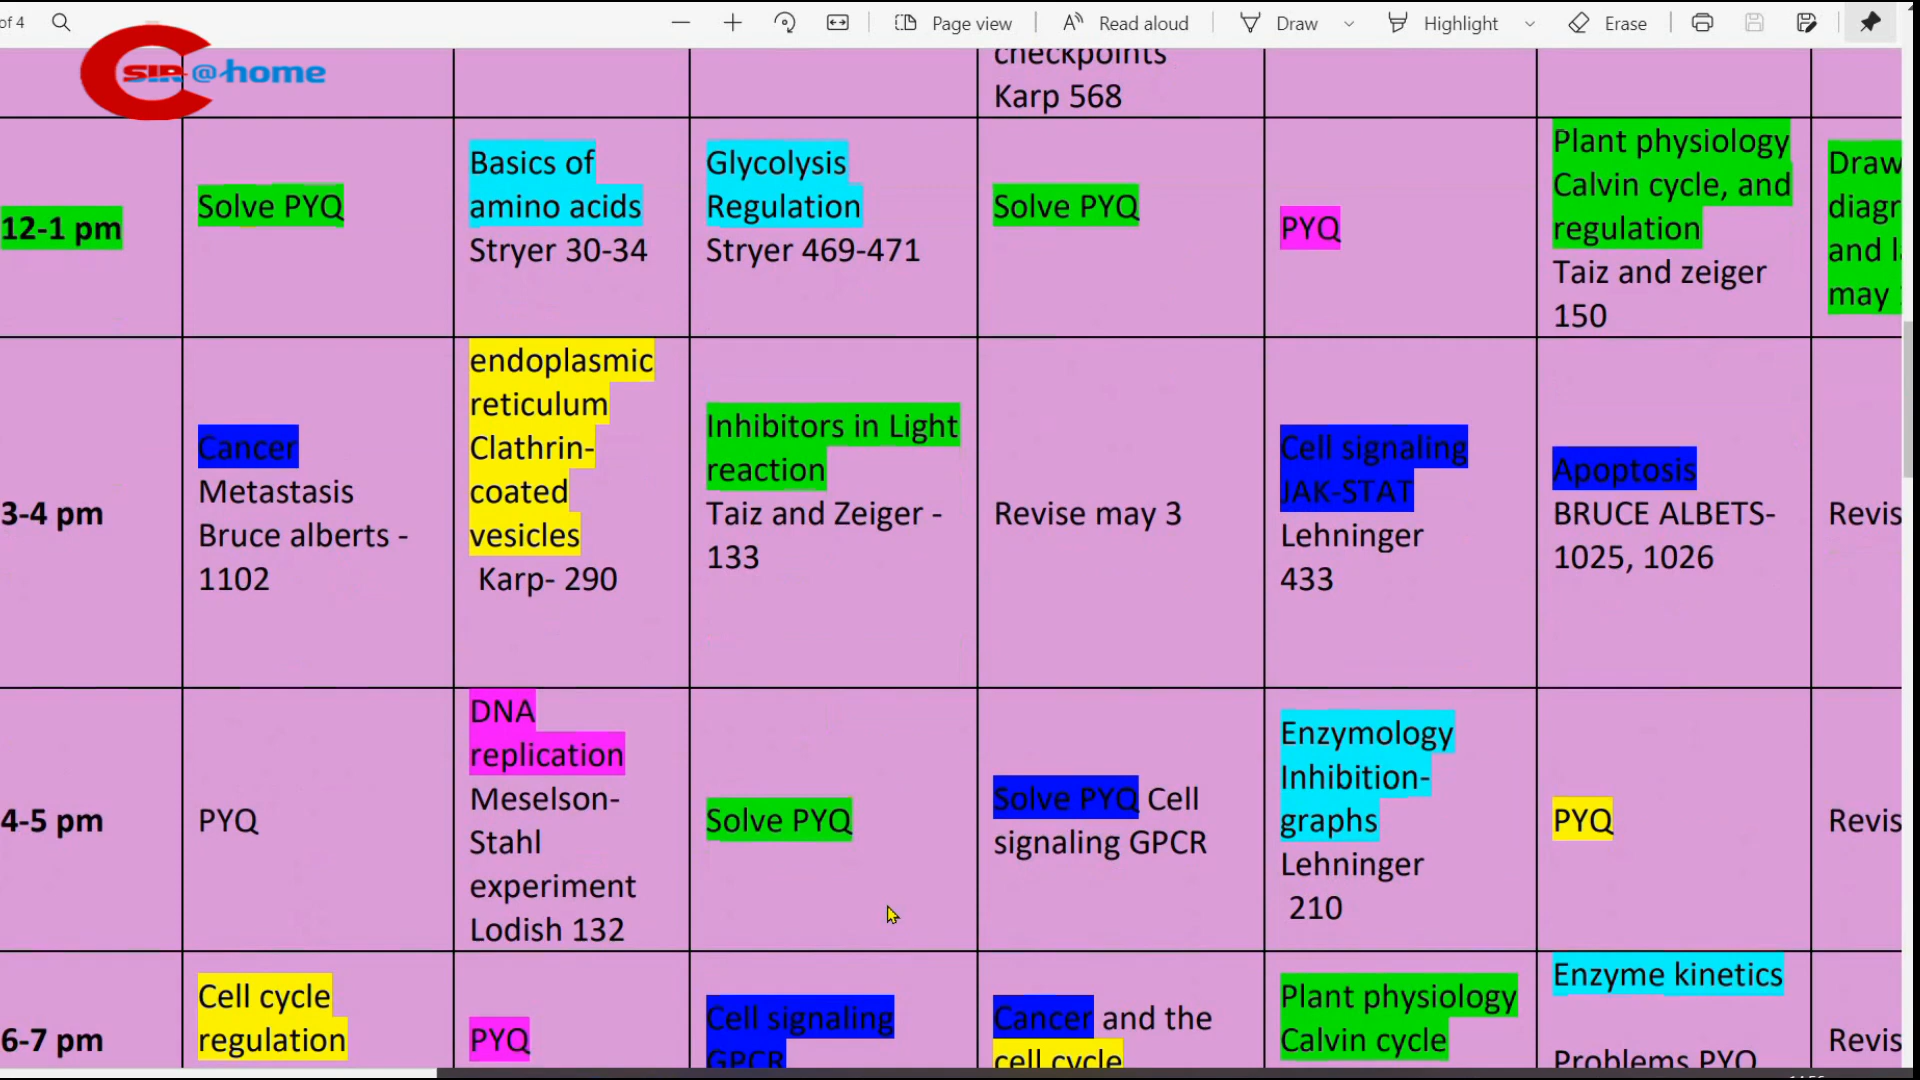 of 4
Page view
Read aloud
Draw
Highlight
Erase
CSIR@home
checkpoints
Karp 568
12-1 pm
Solve PYQ
Basics of
amino acids
Stryer 30-34
Glycolysis
Regulation
Stryer 469-471
Solve PYQ
PYQ
Plant physiology
Calvin cycle, and
regulation
Taiz and zeiger
150
Draw
diagr
and l
may
3-4 pm
Cancer
Metastasis
Bruce alberts -
1102
endoplasmic
reticulum
Clathrin-
coated
vesicles
Karp- 290
Inhibitors in Light
reaction
Taiz and Zeiger -
133
Revise may 3
Cell signaling
JAK-STAT
Lehninger
433
Apoptosis
BRUCE ALBETS-
1025, 1026
Revis
4-5 pm
PYQ
DNA
replication
Meselson-
Stahl
experiment
Lodish 132
Solve PYQ
Solve PYQ Cell
signaling GPCR
Enzymology
Inhibition-
graphs
Lehninger
210
PYQ
Revis
6-7 pm
Cell cycle
regulation
PYQ
Cell signaling
GPCR
Cancer and the
cell cycle
Plant physiology
Calvin cycle
Enzyme kinetics
Problems PYQ
Revis